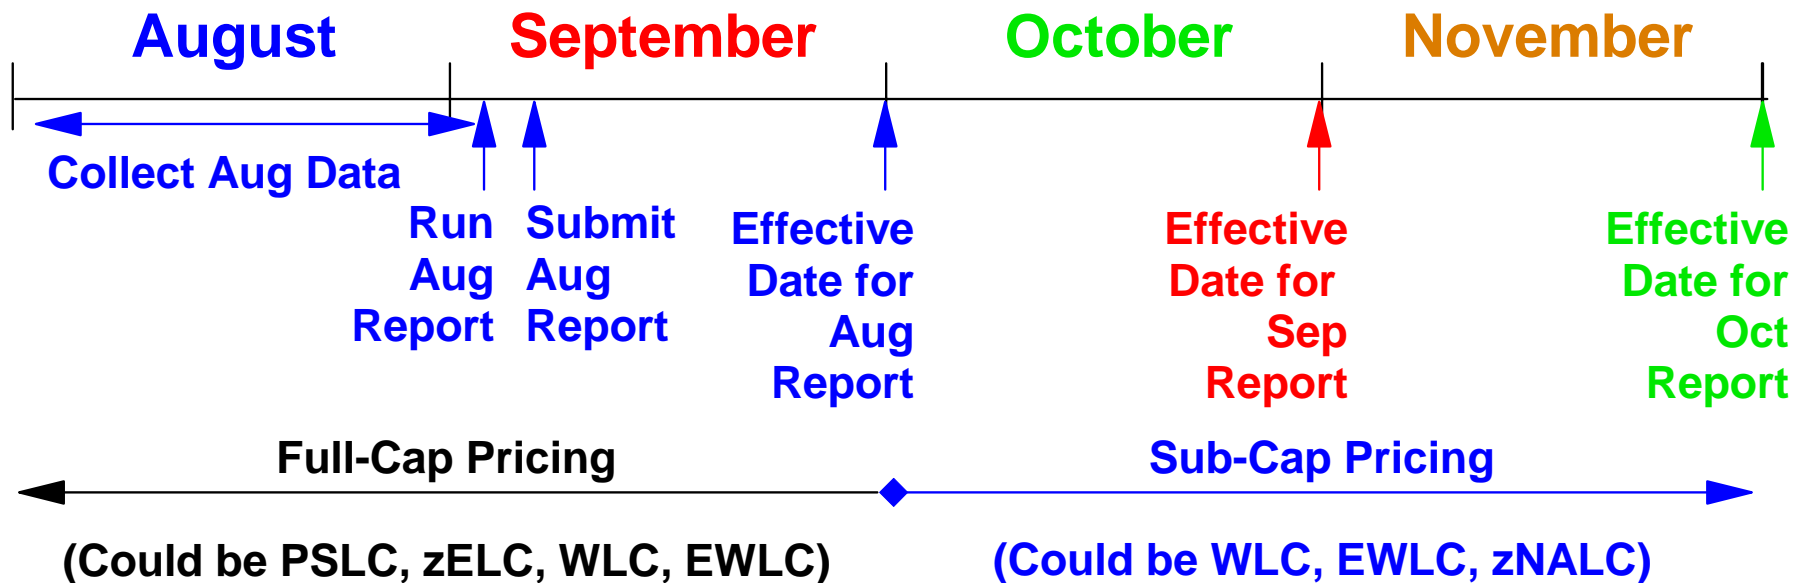 August September October November
Collect Aug Data
Run
Aug
Report
Submit
Aug
Report
Effective
Date for
Aug
Report
Effective
Date for
Sep
Report
Effective
Date for
Oct
Report
Full-Cap Pricing
Sub-Cap Pricing
(Could be PSLC, zELC, WLC, EWLC)
(Could be WLC, EWLC, zNALC)